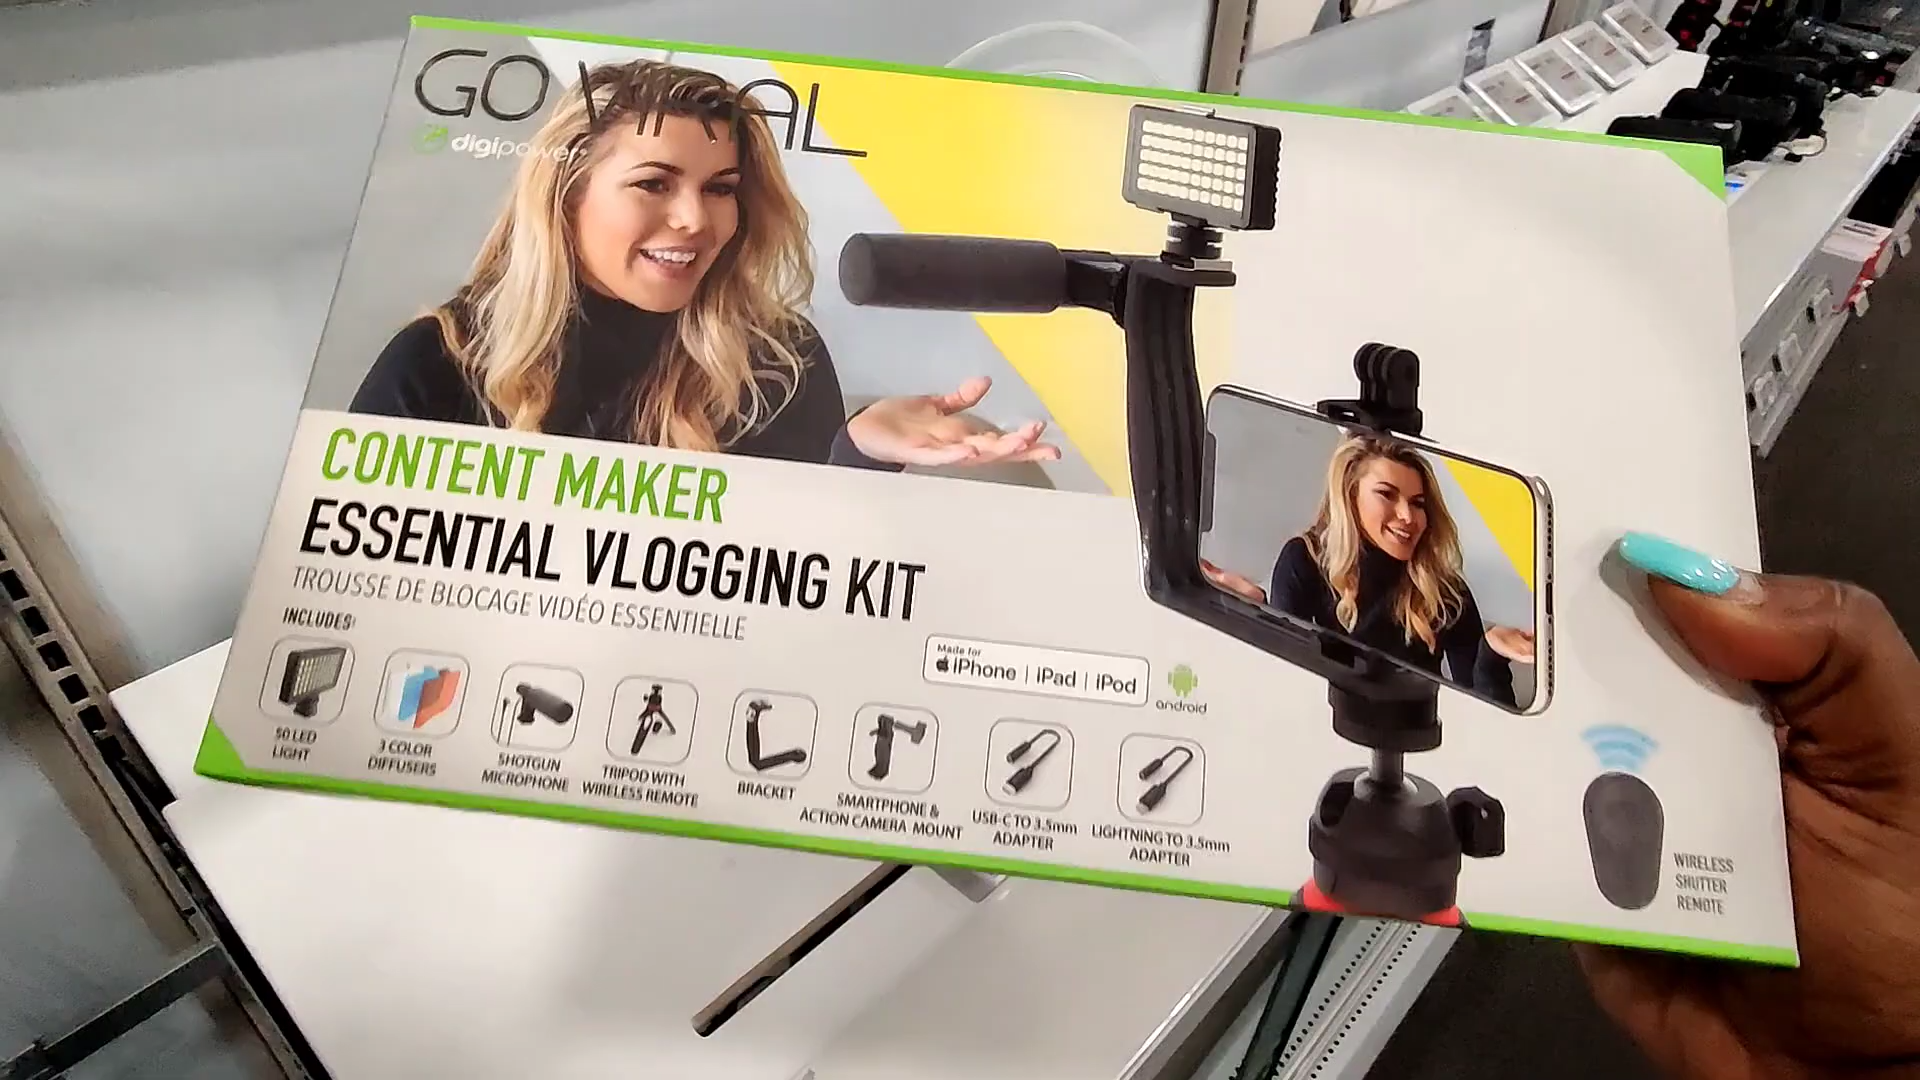 GO VIRAL
digipower
CONTENT MAKER
ESSENTIAL VLOGGING KIT
TROUSSE DE BLOCAGE VIDÉO ESSENTIELLE
INCLUDES:
Made for
iPhone | iPad | iPod
android
50 LED
LIGHT
3 COLOR
DIFFUSERS
SHOTGUN
MICROPHONE
TRIPOD WITH
WIRELESS REMOTE
BRACKET
SMARTPHONE &
ACTION CAMERA MOUNT
USB-C TO 3.5mm
ADAPTER
LIGHTNING TO 3.5mm
ADAPTER
WIRELESS
SHUTTER
REMOTE